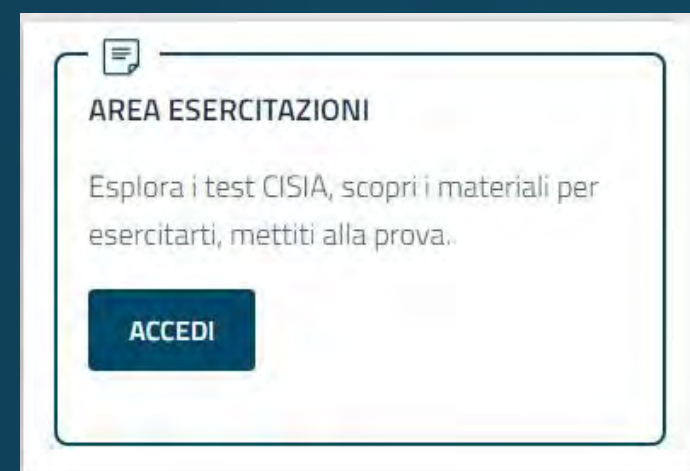 AREA ESERCITAZIONI
Esplora i test CISIA, scopri i materiali per
esercitarti, mettiti alla prova.
ACCEDI